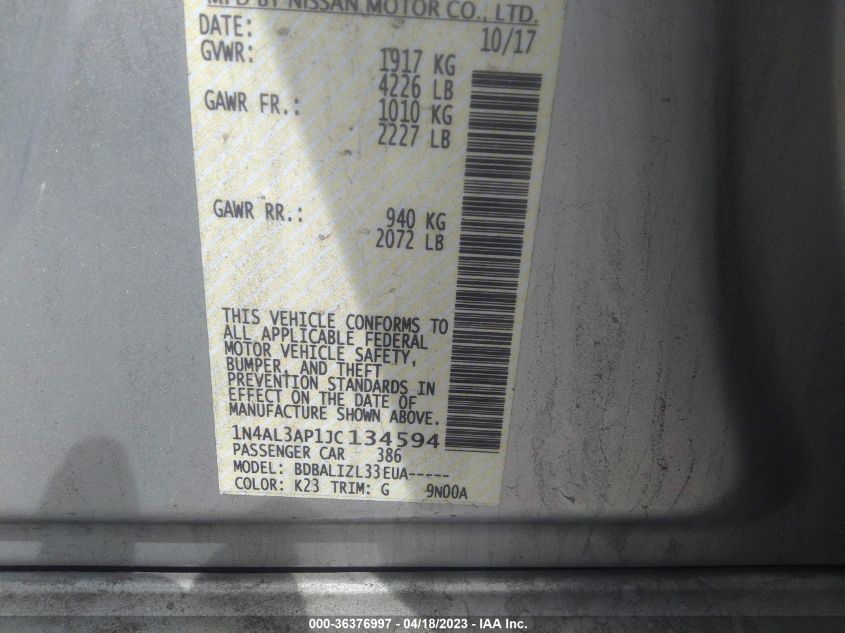 MFD BY NISSAN MOTOR CO., LTD.
DATE: 10/17
GVWR: 1917 KG
4226 LB
GAWR FR.: 1010 KG
2227 LB
GAWR RR.: 940 KG
2072 LB
THIS VEHICLE CONFORMS TO
ALL APPLICABLE FEDERAL
MOTOR VEHICLE SAFETY,
BUMPER, AND THEFT
PREVENTION STANDARDS IN
EFFECT ON THE DATE OF
MANUFACTURE SHOWN ABOVE.
1N4AL3AP1JC134594
PASSENGER CAR 386
MODEL: BDBALIZL33EUA-----
COLOR: K23 TRIM: G 9N00A
000-36376997 - 04/18/2023 - IAA Inc.